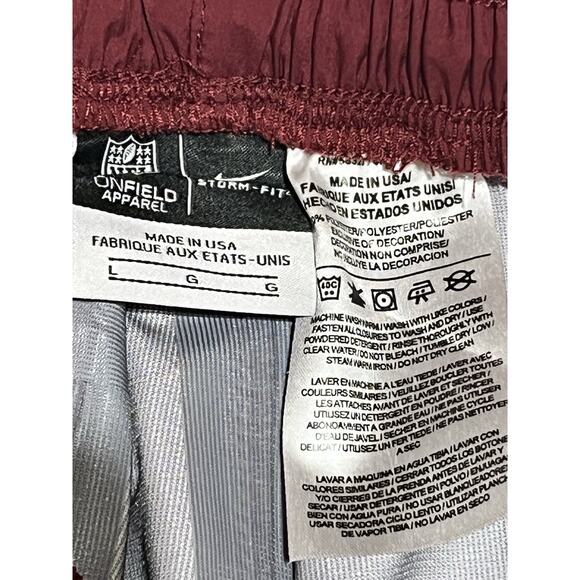 NFL
ONFIELD
APPAREL
STORM-FIT
MADE IN USA
FABRIQUE AUX ETATS-UNIS
L G G
MADE IN USA/
FABRIQUE AUX ETATS UNIS/
HECHO EN ESTADOS UNIDOS
POLYESTER/POLYESTER/POLIESTER
EXCLUSIVE OF DECORATION/
DECORATION NON COMPRISE/
NO INCLUYE LA DECORACION
40C
MACHINE WASH WARM / WASH WITH LIKE COLORS /
FASTEN ALL CLOSURES TO WASH AND DRY / USE
POWDERED DETERGENT / RINSE THOROUGHLY WITH
CLEAR WATER / DO NOT BLEACH / TUMBLE DRY LOW /
STEAM WARM IRON / DO NOT DRY CLEAN
LAVER EN MACHINE A L'EAU TIEDE / LAVER AVEC
COULEURS SIMILAIRES / VEUILLEZ BOUCLER TOUTES
LES ATTACHES AVANT DE LAVER ET SECHER /
UTILISEZ UN DETERGENT EN POUDRE / RINCER
ABONDAMMENT A GRANDE EAU / NE PAS UTILISER
D'EAU DE JAVEL / SECHER EN MACHINE CYCLE
DELICAT / UTILISEZ UN FER TIEDE / NE PAS NETTOYER
A SEC
LAVAR A MAQUINA EN AGUA TIBIA / LAVAR CON
COLORES SIMILARES / CERRAR TODOS LOS BOTONE
Y/O CIERRES DE LA PRENDA ANTES DE LAVAR Y
SECAR / USAR DETERGENTE EN POLVO / ENJUAGA
BIEN CON AGUA PURA / NO USAR BLANQUEADORE
USAR SECADORA CICLO LENTO / UTILICE PLANCHA
DE VAPOR TIBIA / NO LAVAR EN SECO